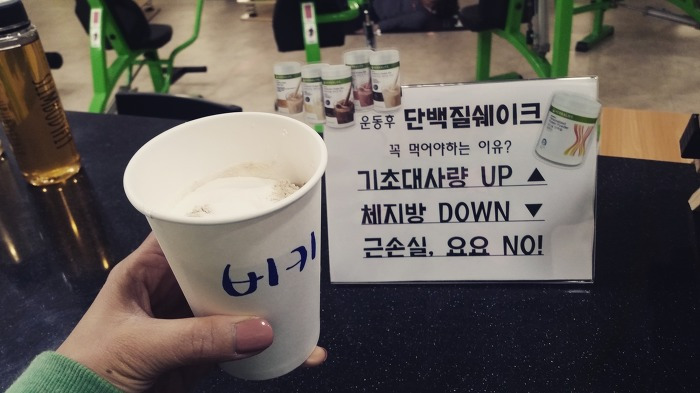 운동후 단백질쉐이크
꼭 먹어야하는 이유?
기초대사량 UP ▲
체지방 DOWN ▼
근손실, 요요 NO!
비키